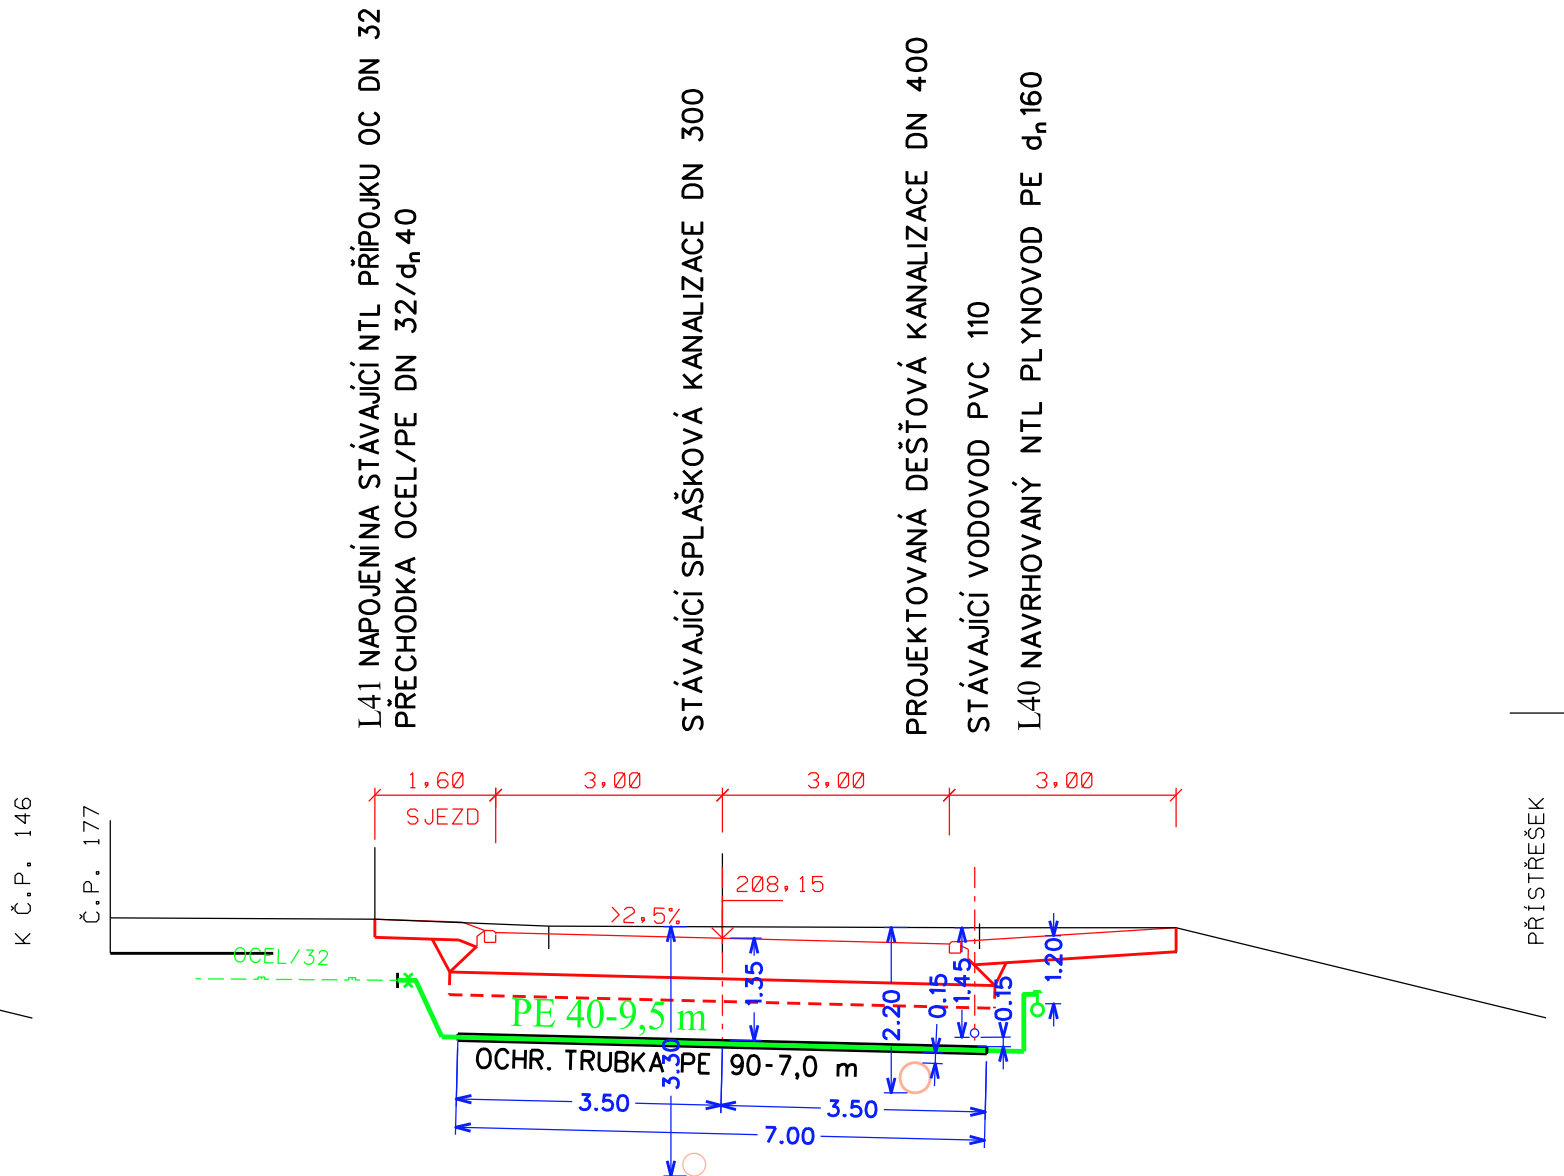 L41 NAPOJENÍ NA STÁVAJÍCÍ NTL PŘÍPOJKU OC DN 32
PŘECHODKA OCEL/PE DN 32/dn 40
STÁVAJÍCÍ SPLAŠKOVÁ KANALIZACE DN 300
PROJEKTOVANÁ DEŠŤOVÁ KANALIZACE DN 400
STÁVAJÍCÍ VODOVOD PVC 110
L40 NAVRHOVANÝ NTL PLYNOVOD PE dn 160
K Č.P. 146
Č.P. 177
PŘÍSTŘEŠEK
1,60
3,00
3,00
3,00
SJEZD
208,15
>2,5%
OCEL/32
PE 40-9,5 m
OCHR. TRUBKA PE 90-7,0 m
3.30
1.35
2.20
0.15
1.45
0.15
1.20
3.50
3.50
7.00